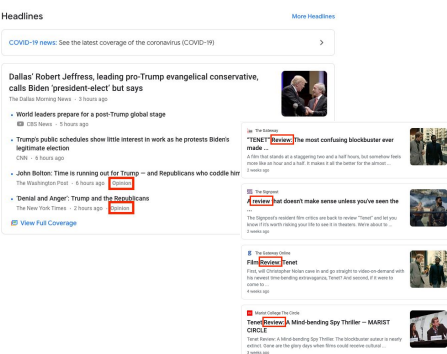 Headlines
More Headlines
COVID-19 news: See the latest coverage of the coronavirus (COVID-19)
Dallas' Robert Jeffress, leading pro-Trump evangelical conservative,
calls Biden 'president-elect' but says
The Dallas Morning News · 3 hours ago
World leaders prepare for a post-Trump global stage
CBS News · 5 hours ago
Trump's public schedules show little interest in work as he protests Biden's
legitimate election
CNN · 6 hours ago
John Bolton: Time is running out for Trump — and Republicans who coddle him
The Washington Post · 6 hours ago · Opinion
'Denial and Anger': Trump and the Republicans
The New York Times · 2 hours ago · Opinion
View Full Coverage
The Gateway
"TENET" Review: The most confusing blockbuster ever
made ...
A film that stands at a staggering two and a half hours, but somehow feels
more like an hour and a half. It makes it all the better for the almost ...
The Signpost
A review that doesn't make sense unless you've seen the
...
The Signpost's resident film critics are back to review "Tenet" and let you
know if it's worth risking your life to see it in theaters. We're about to ...
The Gateway Online
Film Review: Tenet
First, will Christopher Nolan cave in and go straight to video-on-demand with
his newest time-bending extravaganza, Tenet? And second, if it were to
come to ...
4 weeks ago
Marist College The Circle
Tenet Review: A Mind-bending Spy Thriller — MARIST
CIRCLE
Tenet Review: A Mind-bending Spy Thriller. The blockbuster auteur is nearly
extinct. Gone are the glory days when films could receive cultural ...
3 weeks ago